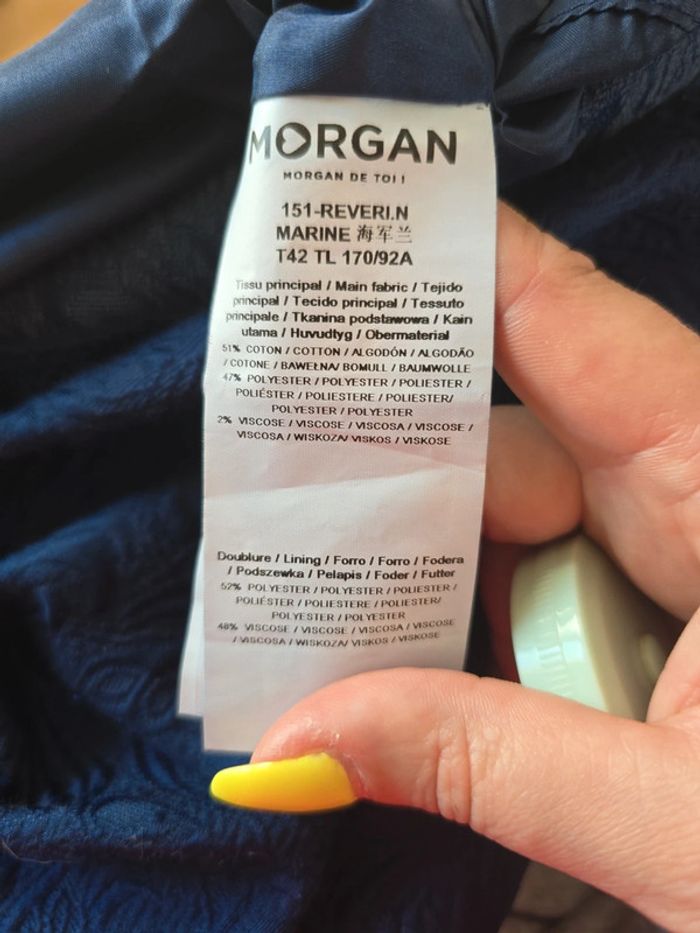 MORGAN
MORGAN DE TOI !
151-REVERI.N
MARINE 海军兰
T42 TL 170/92A
Tissu principal / Main fabric / Tejido
principal / Tecido principal / Tessuto
principale / Tkanina podstawowa / Kain
utama / Huvudtyg / Obermaterial
51% COTON / COTTON / ALGODÓN / ALGODÃO
/ COTONE / BAWEŁNA/ BOMULL / BAUMWOLLE
47% POLYESTER / POLYESTER / POLIESTER /
POLIÉSTER / POLIESTERE / POLIESTER/
POLYESTER / POLYESTER
2% VISCOSE / VISCOSE / VISCOSA / VISCOSE /
VISCOSA / WISKOZA/ VISKOS / VISKOSE
Doublure / Lining / Forro / Forro / Fodera
/ Podszewka / Pelapis / Foder / Futter
52% POLYESTER / POLYESTER / POLIESTER /
POLIÉSTER / POLIESTERE / POLIESTER/
POLYESTER / POLYESTER
48% VISCOSE / VISCOSE / VISCOSA / VISCOSE
/ VISCOSA / WISKOZA/ VISKOS / VISKOSE